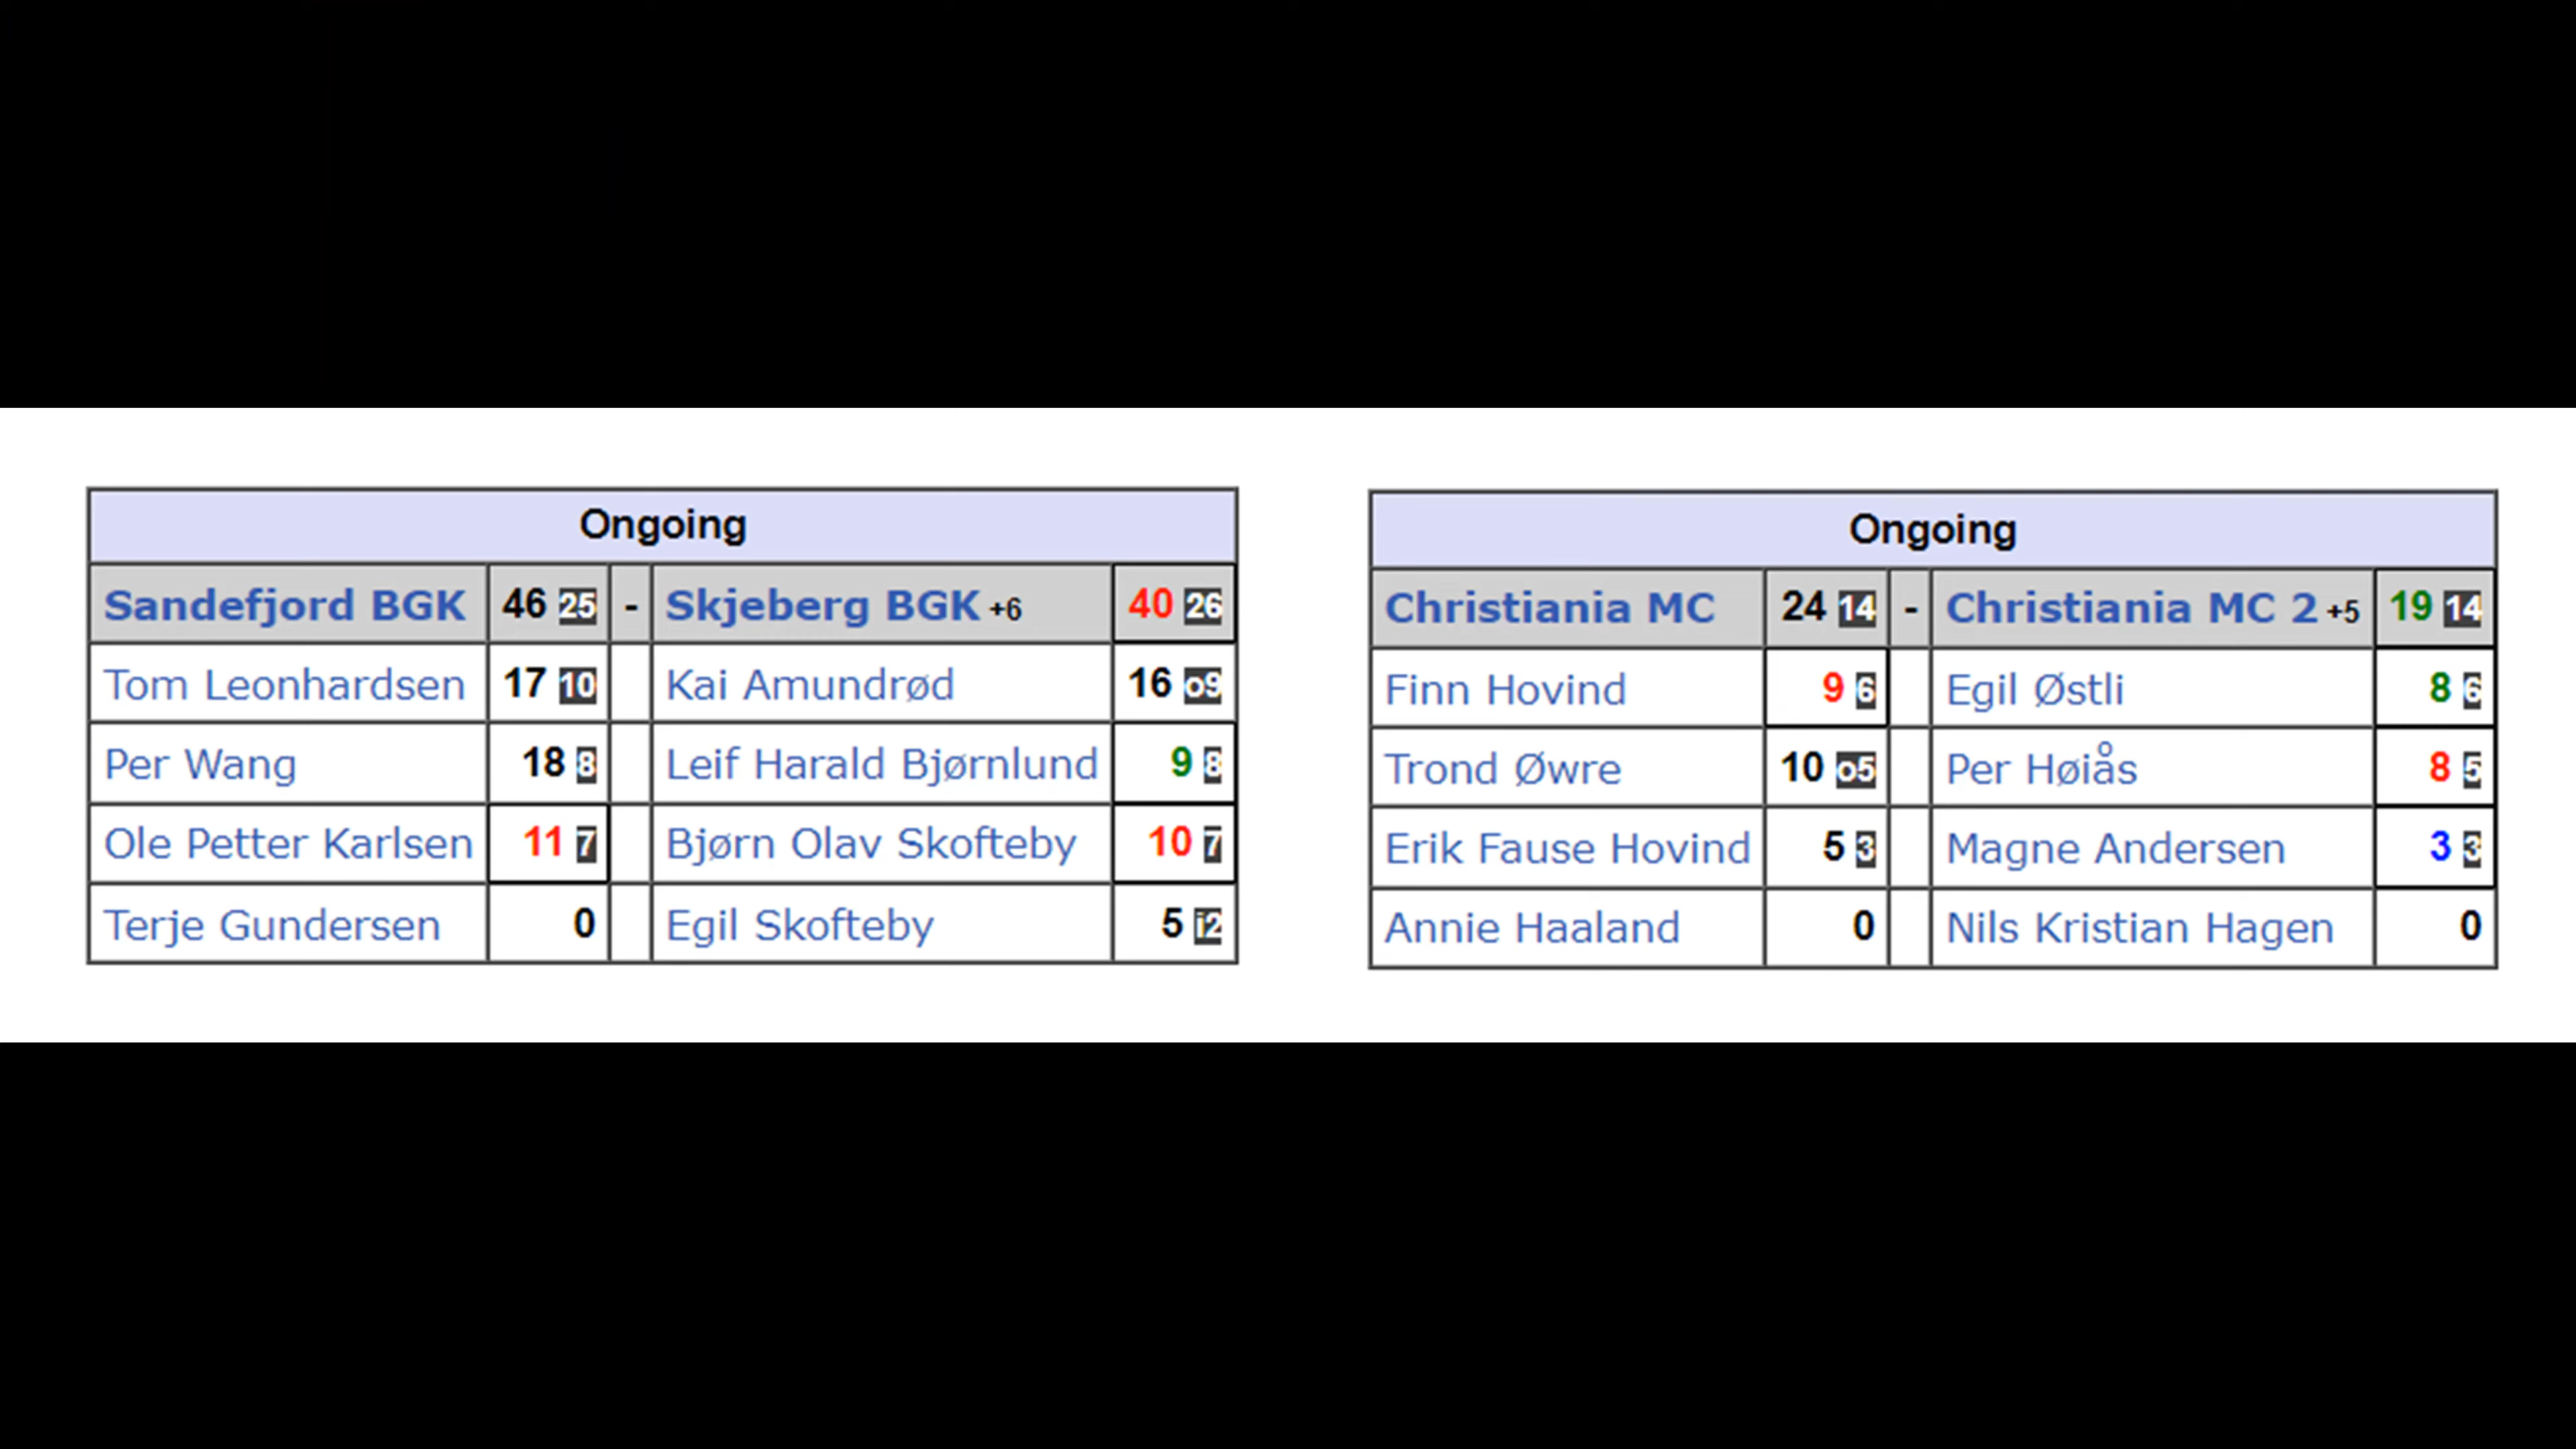 Ongoing
Sandefjord BGK 46 25 - Skjeberg BGK +6 40 26
Tom Leonhardsen 17 10 Kai Amundrød 16 o9
Per Wang 18 8 Leif Harald Bjørnlund 9 8
Ole Petter Karlsen 11 7 Bjørn Olav Skofteby 10 7
Terje Gundersen 0 Egil Skofteby 5 i2
Ongoing
Christiania MC 24 14 - Christiania MC 2 +5 19 14
Finn Hovind 9 6 Egil Østli 8 6
Trond Øwre 10 o5 Per Høiås 8 5
Erik Fause Hovind 5 3 Magne Andersen 3 3
Annie Haaland 0 Nils Kristian Hagen 0